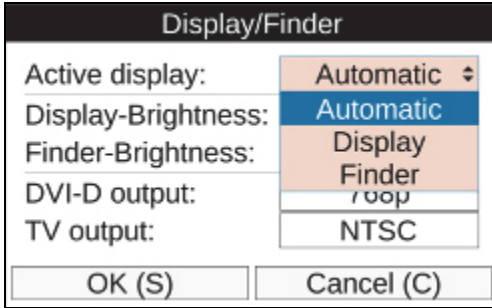 Display/Finder
Active display: Automatic
Display-Brightness: Automatic
Finder-Brightness: Display
Finder
DVI-D output: 768p
TV output: NTSC
OK (S) Cancel (C)